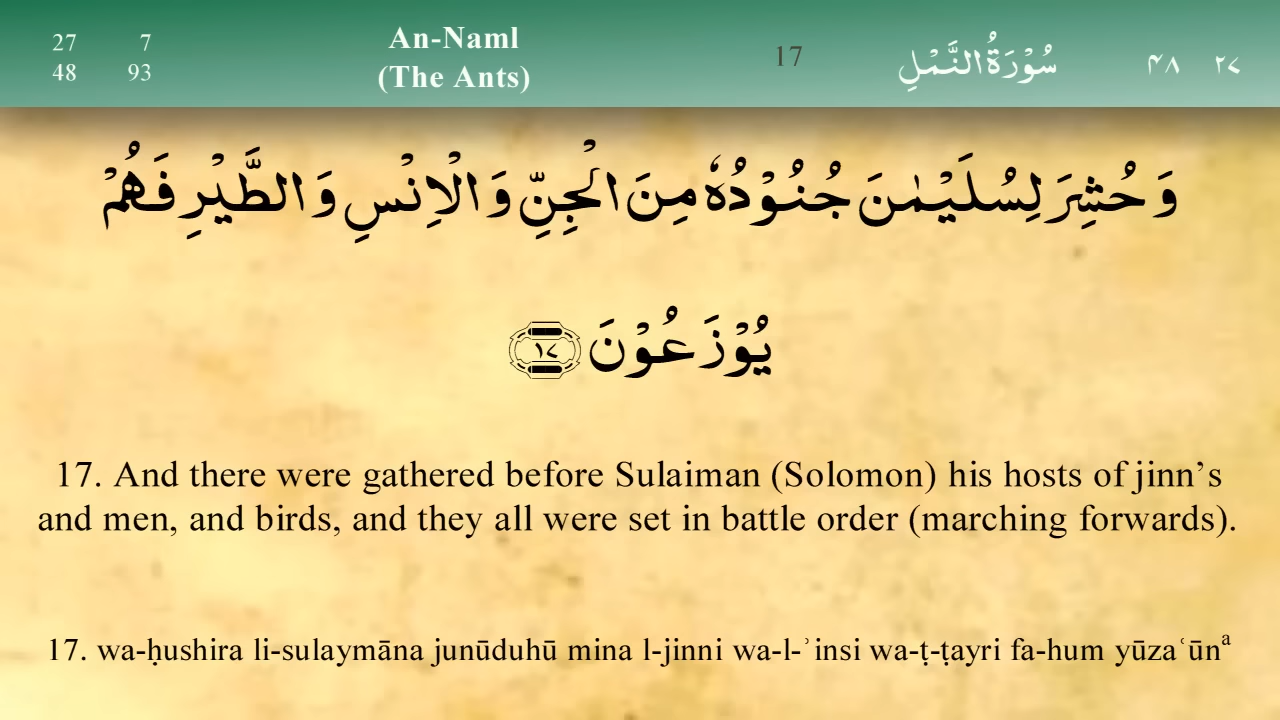 27 7
48 93
An-Naml
(The Ants)
17
سُوْرَةُ النَّمْلِ
٢٧ ٤٨
وَحُشِرَ لِسُلَيْمٰنَ جُنُوْدُهٗ مِنَ الْجِنِّ وَالْاِنْسِ وَالطَّيْرِ فَهُمْ
يُوْزَعُوْنَ ١٧
17. And there were gathered before Sulaiman (Solomon) his hosts of jinn’s
and men, and birds, and they all were set in battle order (marching forwards).
17. wa-ḥushira li-sulaymāna junūduhū mina l-jinni wa-l-ʾinsi wa-ṭ-ṭayri fa-hum yūzaʿūnᵃ